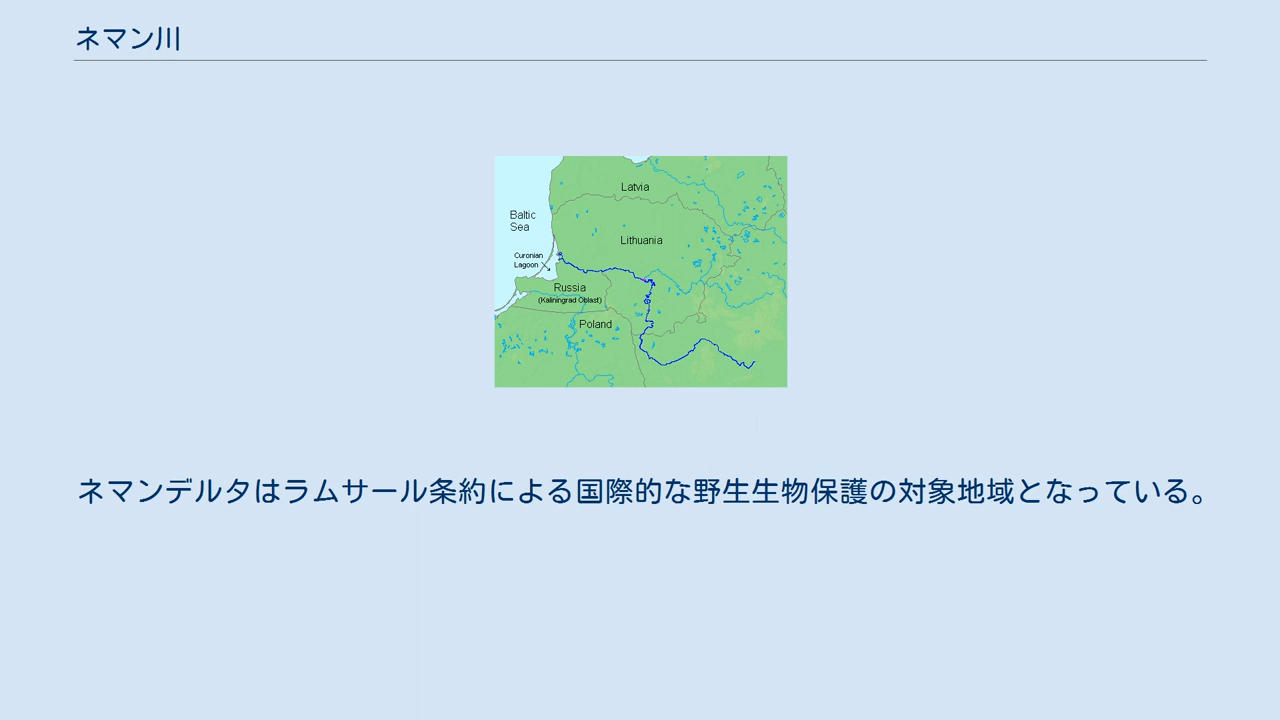 ネマン川
Latvia
Baltic
Sea
Lithuania
Curonian
Lagoon
Russia
(Kaliningrad Oblast)
Poland
ネマンデルタはラムサール条約による国際的な野生生物保護の対象地域となっている。